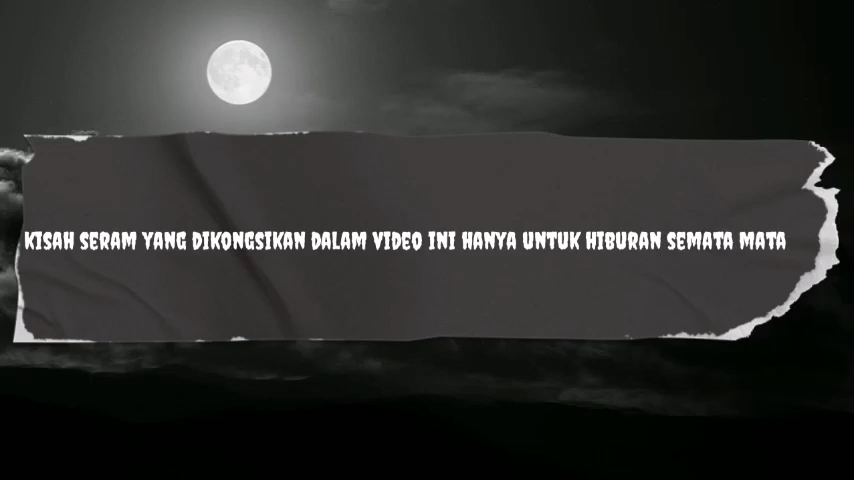 KISAH SERAM YANG DIKONGSIKAN DALAM VIDEO INI HANYA UNTUK HIBURAN SEMATA MATA